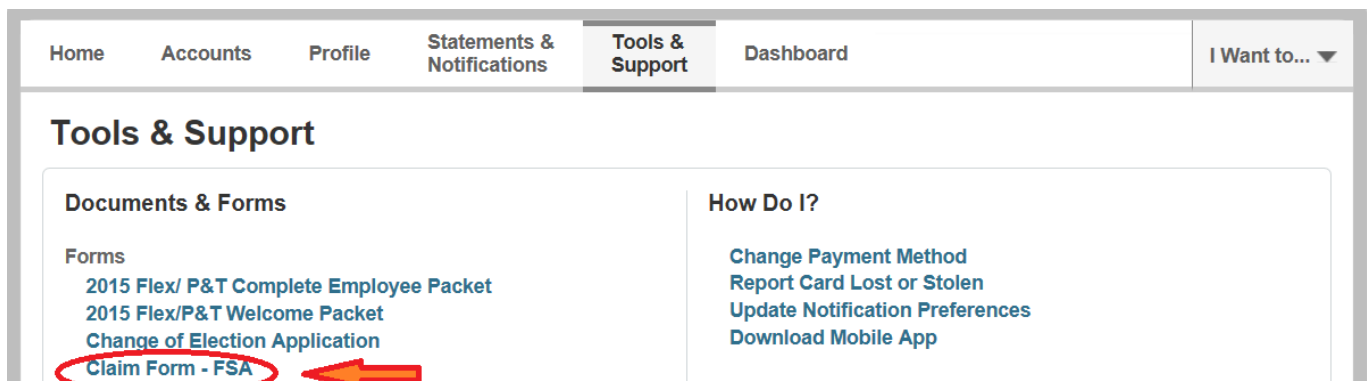 Home Accounts Profile Statements & Notifications Tools & Support Dashboard I Want to...
Tools & Support
Documents & Forms
Forms
2015 Flex/ P&T Complete Employee Packet
2015 Flex/P&T Welcome Packet
Change of Election Application
Claim Form - FSA
How Do I?
Change Payment Method
Report Card Lost or Stolen
Update Notification Preferences
Download Mobile App